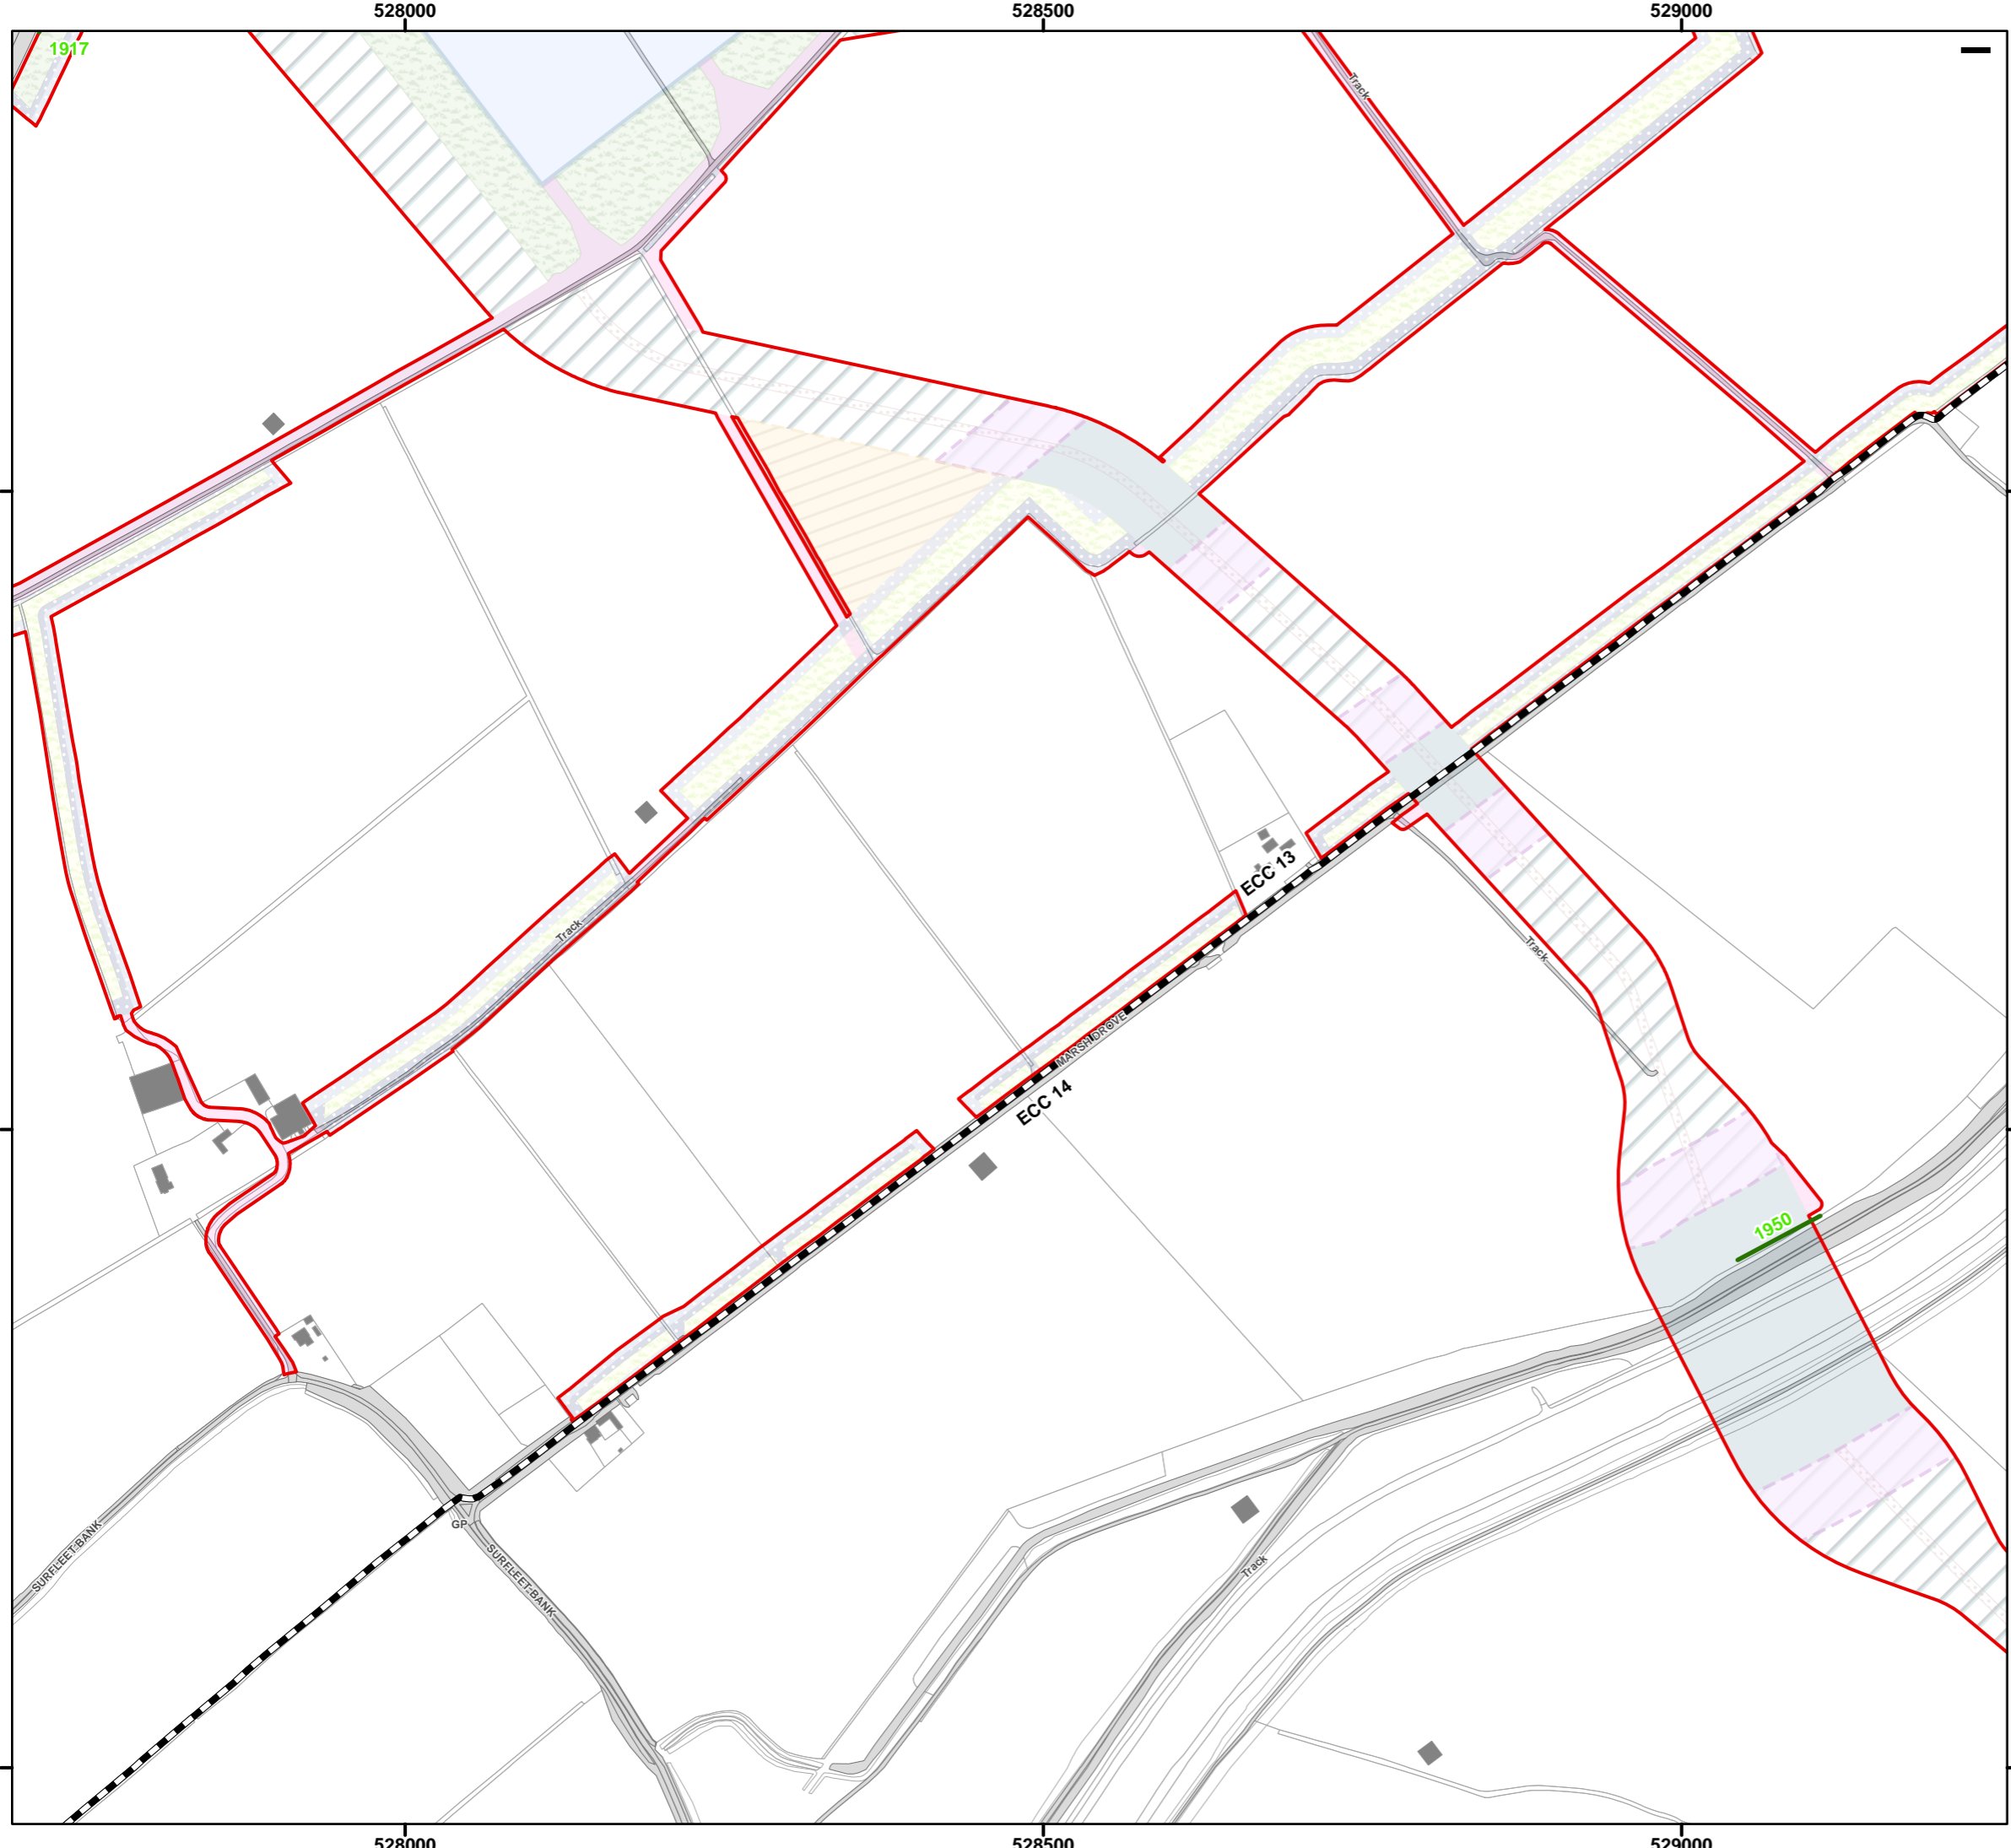 528000
528500
529000
1917
Track
ECC 13
Track
Track
MARSH DROVE
ECC 14
1950
GP
SURFLEET BANK
SURFLEET BANK
Track
528000
528500
529000